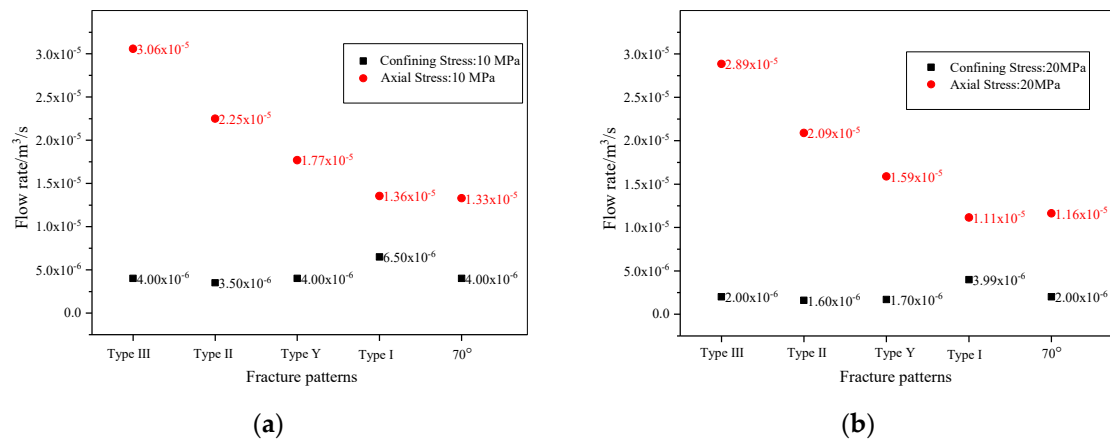 3.0x10⁻⁵
2.5x10⁻⁵
2.0x10⁻⁵
1.5x10⁻⁵
1.0x10⁻⁵
5.0x10⁻⁶
0.0
Flow rate/m³/s
3.06x10⁻⁵
2.25x10⁻⁵
1.77x10⁻⁵
1.36x10⁻⁵
1.33x10⁻⁵
4.00x10⁻⁶
3.50x10⁻⁶
4.00x10⁻⁶
6.50x10⁻⁶
4.00x10⁻⁶
Confining Stress:10 MPa
Axial Stress:10 MPa
Type III
Type II
Type Y
Type I
70°
Fracture patterns
(a)
3.0x10⁻⁵
2.5x10⁻⁵
2.0x10⁻⁵
1.5x10⁻⁵
1.0x10⁻⁵
5.0x10⁻⁶
0.0
Flow rate/m³/s
2.89x10⁻⁵
2.09x10⁻⁵
1.59x10⁻⁵
1.11x10⁻⁵
1.16x10⁻⁵
2.00x10⁻⁶
1.60x10⁻⁶
1.70x10⁻⁶
3.99x10⁻⁶
2.00x10⁻⁶
Confining Stress:20MPa
Axial Stress:20MPa
Type III
Type II
Type Y
Type I
70°
Fracture patterns
(b)